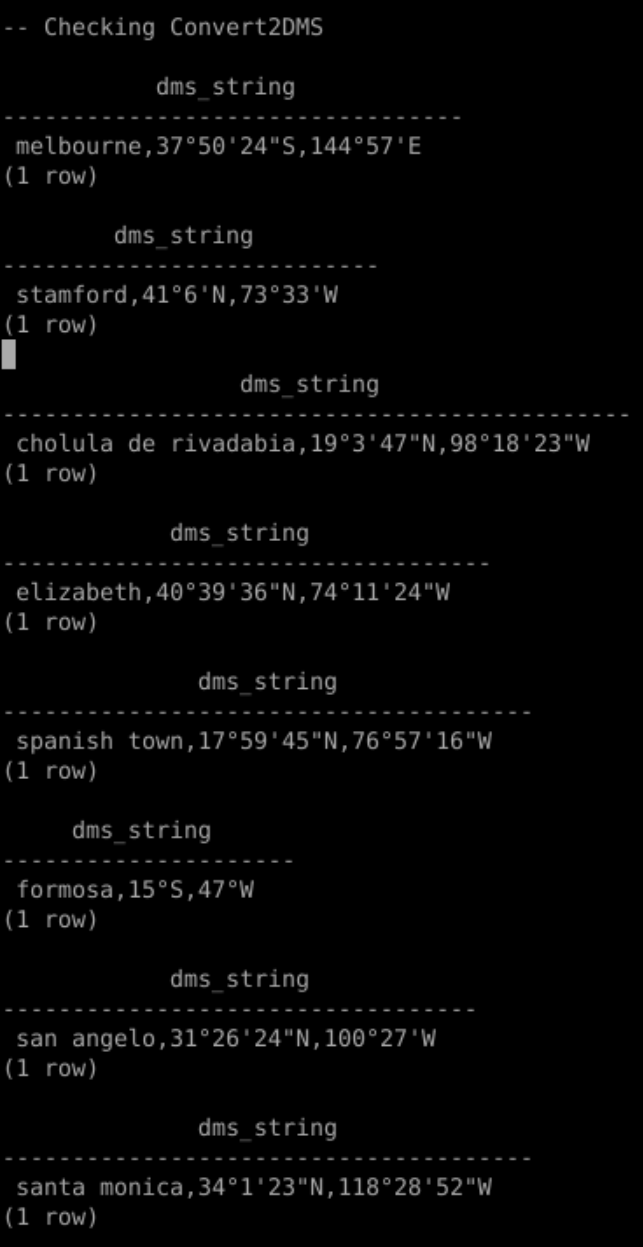 -- Checking Convert2DMS
dms_string
---------------------------------
melbourne,37°50'24"S,144°57'E
(1 row)
dms_string
---------------------------
stamford,41°6'N,73°33'W
(1 row)
dms_string
---------------------------------------------
cholula de rivadabia,19°3'47"N,98°18'23"W
(1 row)
dms_string
-----------------------------------
elizabeth,40°39'36"N,74°11'24"W
(1 row)
dms_string
--------------------------------------
spanish town,17°59'45"N,76°57'16"W
(1 row)
dms_string
---------------------
formosa,15°S,47°W
(1 row)
dms_string
----------------------------------
san angelo,31°26'24"N,100°27'W
(1 row)
dms_string
--------------------------------------
santa monica,34°1'23"N,118°28'52"W
(1 row)